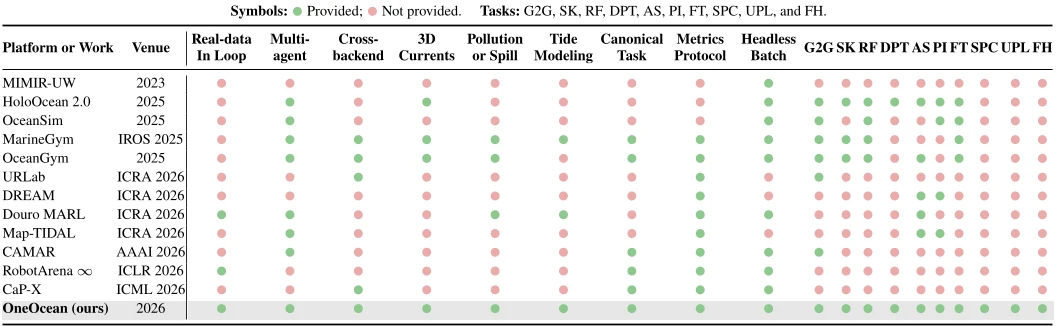 Symbols: Provided; Not provided. Tasks: G2G, SK, RF, DPT, AS, PI, FT, SPC, UPL, and FH.
Platform or Work Venue Real-data In Loop Multi-agent Cross-backend 3D Currents Pollution or Spill Tide Modeling Canonical Task Metrics Protocol Headless Batch G2G SK RF DPT AS PI FT SPC UPL FH
MIMIR-UW 2023
HoloOcean 2.0 2025
OceanSim 2025
MarineGym IROS 2025
OceanGym 2025
URLab ICRA 2026
DREAM ICRA 2026
Douro MARL ICRA 2026
Map-TIDAL ICRA 2026
CAMAR AAAI 2026
RobotArena ∞ ICLR 2026
CaP-X ICML 2026
OneOcean (ours) 2026